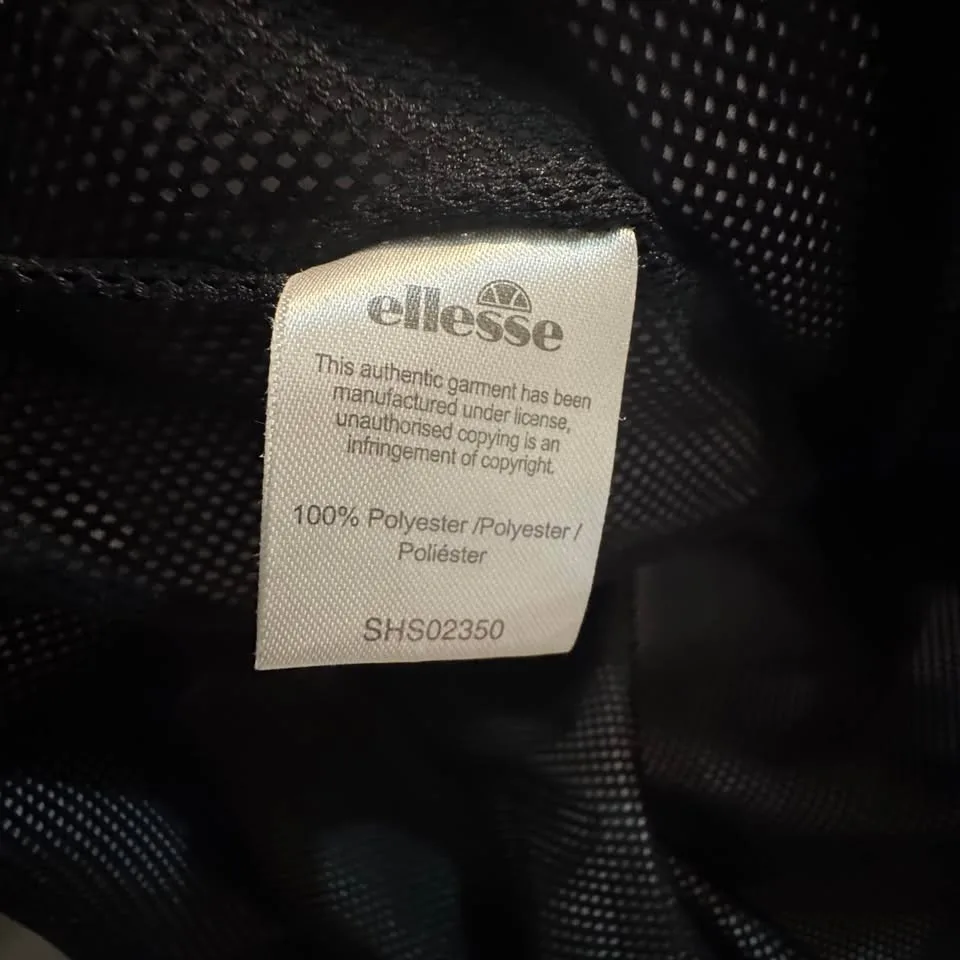 ellesse
This authentic garment has been
manufactured under license,
unauthorised copying is an
infringement of copyright.
100% Polyester /Polyester /
Poliéster
SHS02350